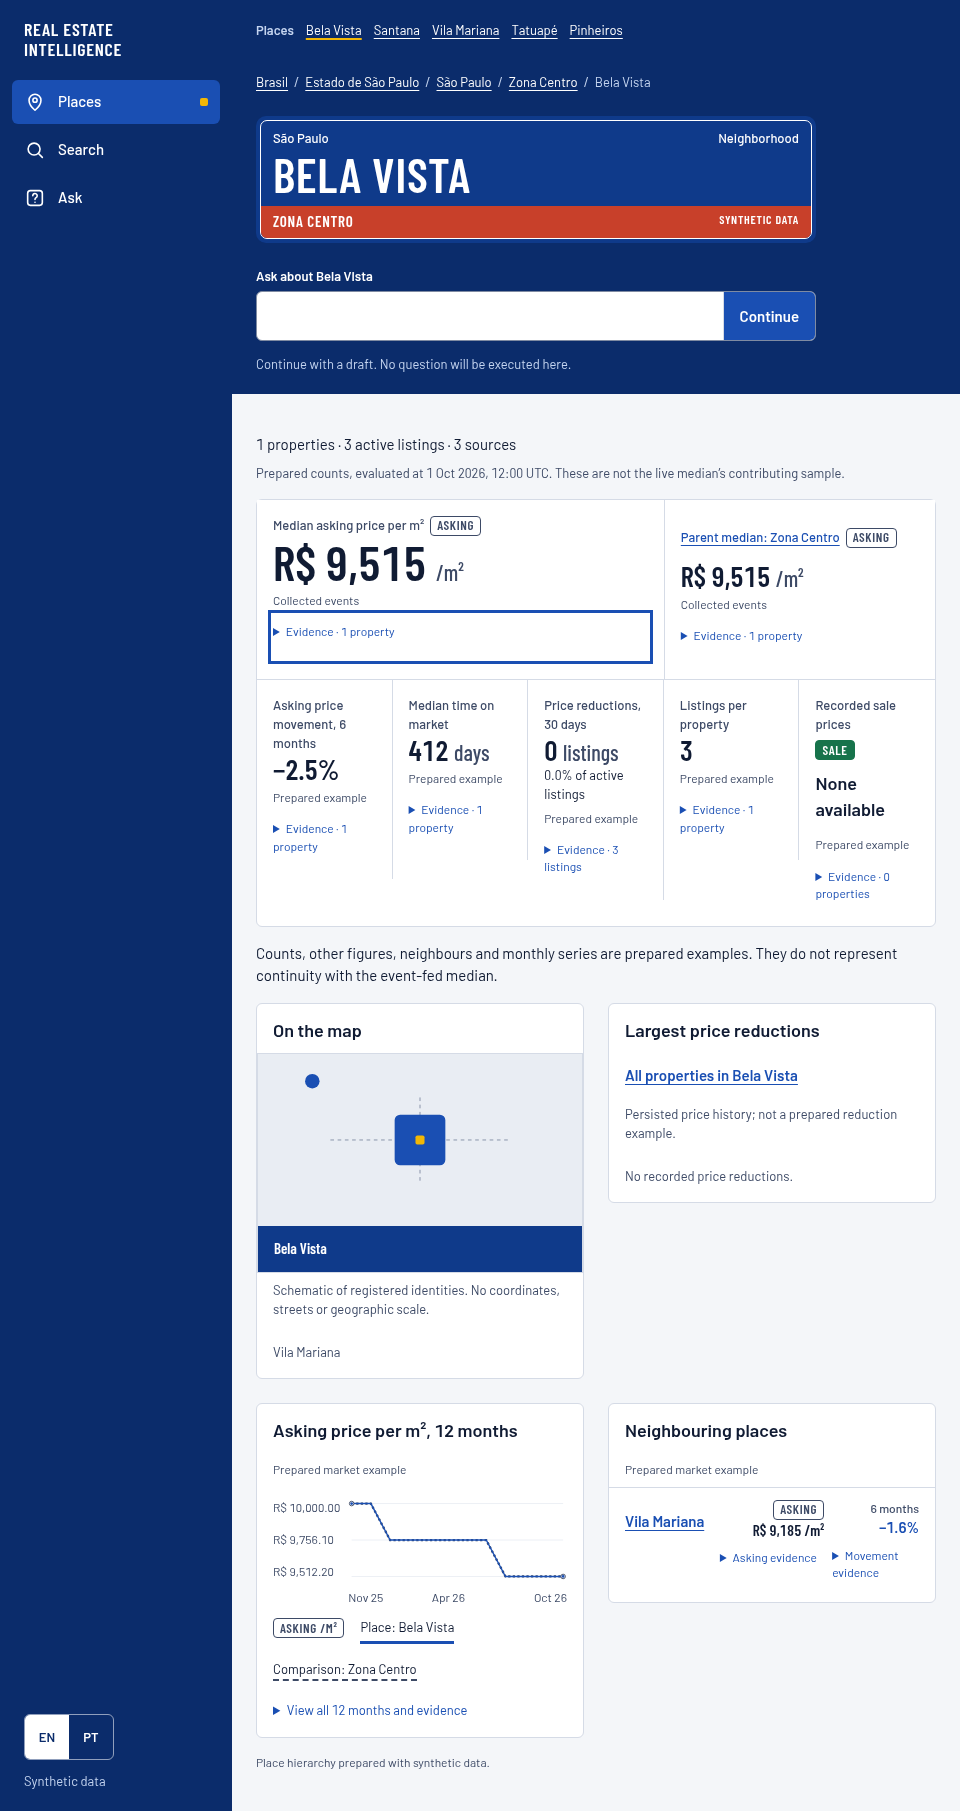 REAL ESTATE
INTELLIGENCE
Places
Search
Ask
EN PT
Synthetic data
Places Bela Vista Santana Vila Mariana Tatuapé Pinheiros
Brasil / Estado de São Paulo / São Paulo / Zona Centro / Bela Vista
São Paulo Neighborhood
BELA VISTA
ZONA CENTRO SYNTHETIC DATA
Ask about Bela Vista
Continue
Continue with a draft. No question will be executed here.
1 properties · 3 active listings · 3 sources
Prepared counts, evaluated at 1 Oct 2026, 12:00 UTC. These are not the live median's contributing sample.
Median asking price per m² ASKING
R$ 9,515 /m²
Collected events
Evidence · 1 property
Parent median: Zona Centro ASKING
R$ 9,515 /m²
Collected events
Evidence · 1 property
Asking price
movement, 6
months
−2.5%
Prepared example
Evidence · 1
property
Median time on
market
412 days
Prepared example
Evidence · 1
property
Price reductions,
30 days
0 listings
0.0% of active
listings
Prepared example
Evidence · 3
listings
Listings per
property
3
Prepared example
Evidence · 1
property
Recorded sale
prices
SALE
None
available
Prepared example
Evidence · 0
properties
Counts, other figures, neighbours and monthly series are prepared examples. They do not represent
continuity with the event-fed median.
On the map
Bela Vista
Schematic of registered identities. No coordinates,
streets or geographic scale.
Vila Mariana
Largest price reductions
All properties in Bela Vista
Persisted price history; not a prepared reduction
example.
No recorded price reductions.
Asking price per m², 12 months
Prepared market example
R$ 10,000.00
R$ 9,756.10
R$ 9,512.20
Nov 25 Apr 26 Oct 26
ASKING /M² Place: Bela Vista
Comparison: Zona Centro
View all 12 months and evidence
Neighbouring places
Prepared market example
Vila Mariana
ASKING
R$ 9,185 /m²
Asking evidence
6 months
−1.6%
Movement
evidence
Place hierarchy prepared with synthetic data.